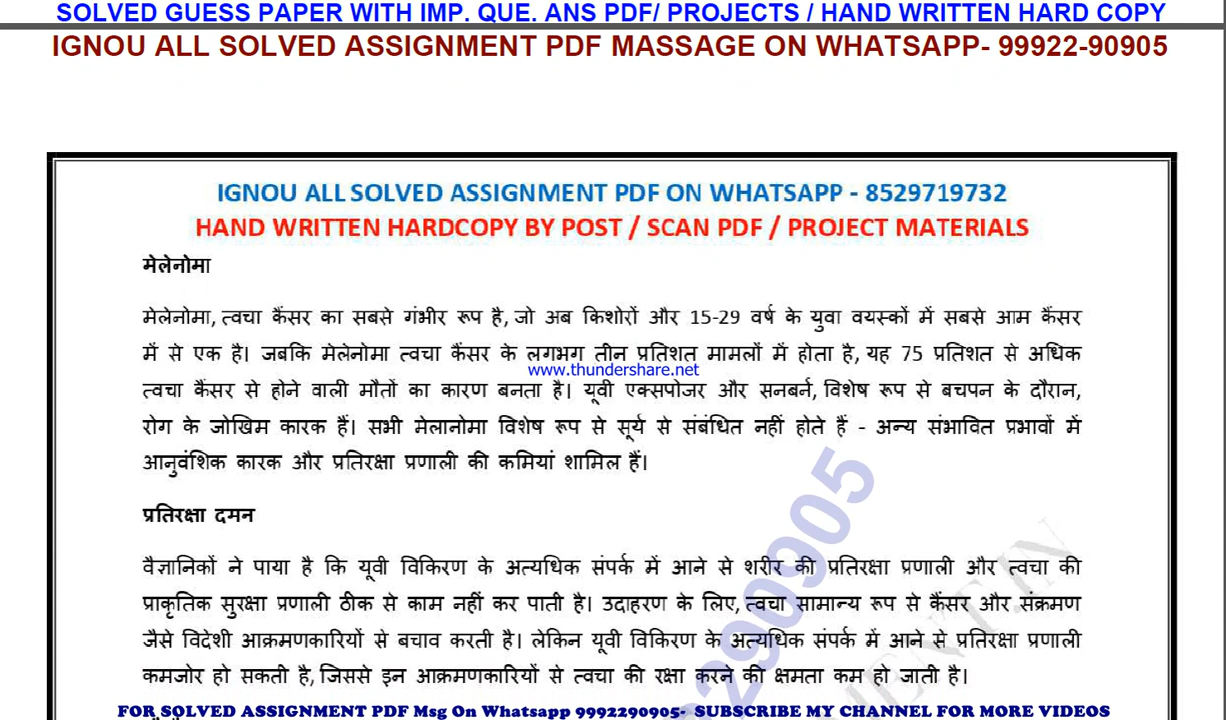 SOLVED GUESS PAPER WITH IMP. QUE. ANS PDF/ PROJECTS / HAND WRITTEN HARD COPY
IGNOU ALL SOLVED ASSIGNMENT PDF MASSAGE ON WHATSAPP- 99922-90905
IGNOU ALL SOLVED ASSIGNMENT PDF ON WHATSAPP - 8529719732
HAND WRITTEN HARDCOPY BY POST / SCAN PDF / PROJECT MATERIALS
मेलेनोमा
मेलेनोमा, त्वचा कैंसर का सबसे गंभीर रूप है, जो अब किशोरों और 15-29 वर्ष के युवा वयस्कों में सबसे आम कैंसर
में से एक है। जबकि मेलेनोमा त्वचा कैंसर के लगभग तीन प्रतिशत मामलों में होता है, यह 75 प्रतिशत से अधिक
www.thundershare.net
त्वचा कैंसर से होने वाली मौतों का कारण बनता है। यूवी एक्सपोजर और सनबर्न, विशेष रूप से बचपन के दौरान,
रोग के जोखिम कारक हैं। सभी मेलानोमा विशेष रूप से सूर्य से संबंधित नहीं होते हैं - अन्य संभावित प्रभावों में
आनुवंशिक कारक और प्रतिरक्षा प्रणाली की कमियां शामिल हैं।
प्रतिरक्षा दमन
वैज्ञानिकों ने पाया है कि यूवी विकिरण के अत्यधिक संपर्क में आने से शरीर की प्रतिरक्षा प्रणाली और त्वचा की
प्राकृतिक सुरक्षा प्रणाली ठीक से काम नहीं कर पाती है। उदाहरण के लिए, त्वचा सामान्य रूप से कैंसर और संक्रमण
जैसे विदेशी आक्रमणकारियों से बचाव करती है। लेकिन यूवी विकिरण के अत्यधिक संपर्क में आने से प्रतिरक्षा प्रणाली
कमजोर हो सकती है, जिससे इन आक्रमणकारियों से त्वचा की रक्षा करने की क्षमता कम हो जाती है।
FOR SOLVED ASSIGNMENT PDF Msg On Whatsapp 9992290905- SUBSCRIBE MY CHANNEL FOR MORE VIDEOS